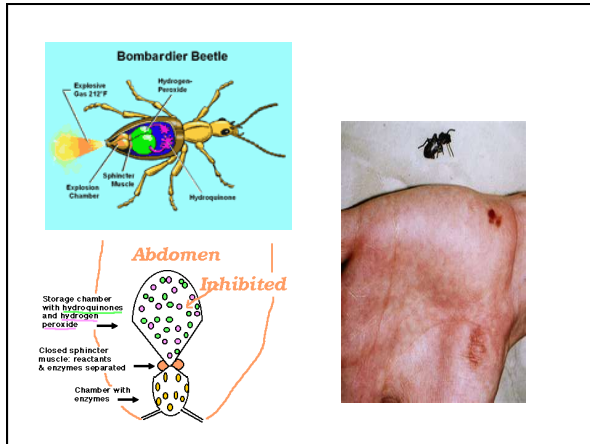 Bombardier Beetle
Hydrogen-
Peroxide
Explosive
Gas 212°F
Sphincter
Muscle
Explosion
Chamber
Hydroquinone
Abdomen
Inhibited
Storage chamber
with hydroquinones
and hydrogen
peroxide
Closed sphincter
muscle: reactants
& enzymes separated
Chamber with
enzymes